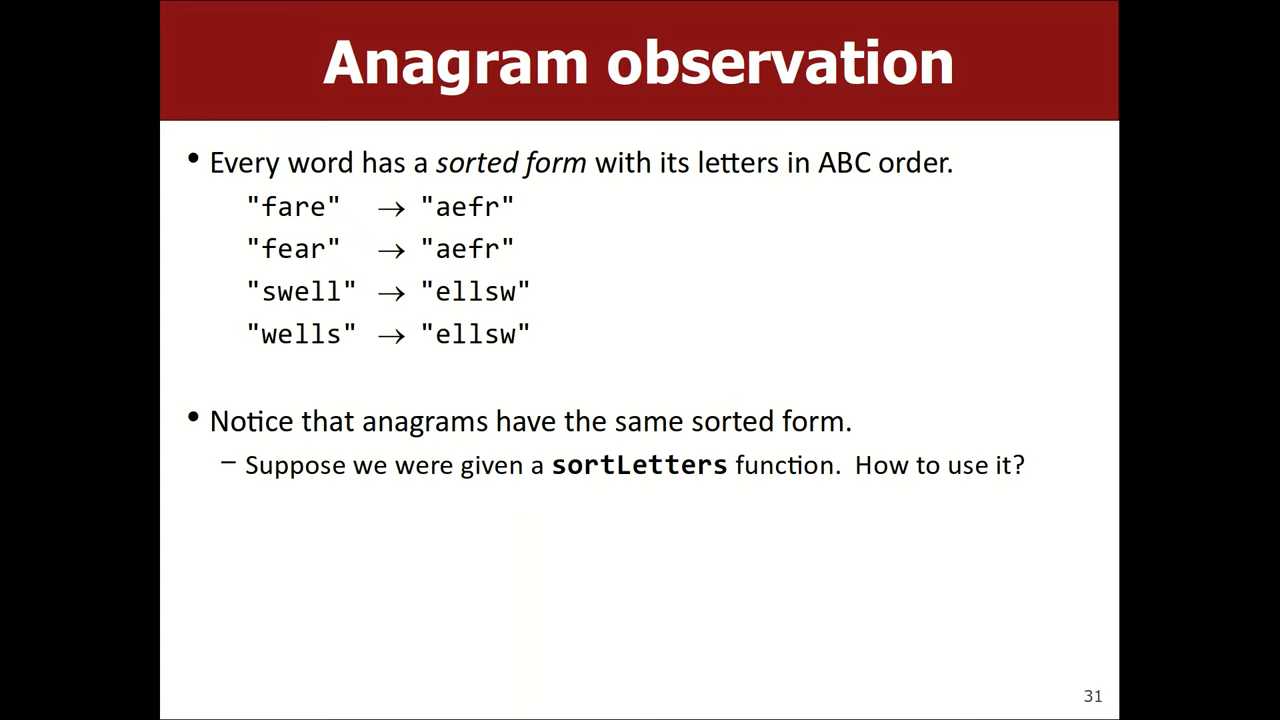 Anagram observation
• Every word has a sorted form with its letters in ABC order.
"fare" → "aefr"
"fear" → "aefr"
"swell" → "ellsw"
"wells" → "ellsw"
• Notice that anagrams have the same sorted form.
– Suppose we were given a sortLetters function. How to use it?
31